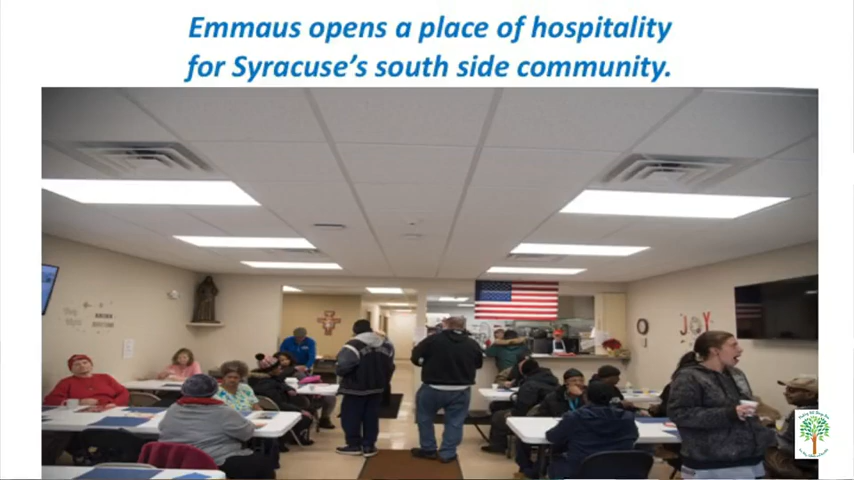 Emmaus opens a place of hospitality
for Syracuse’s south side community.
JOY